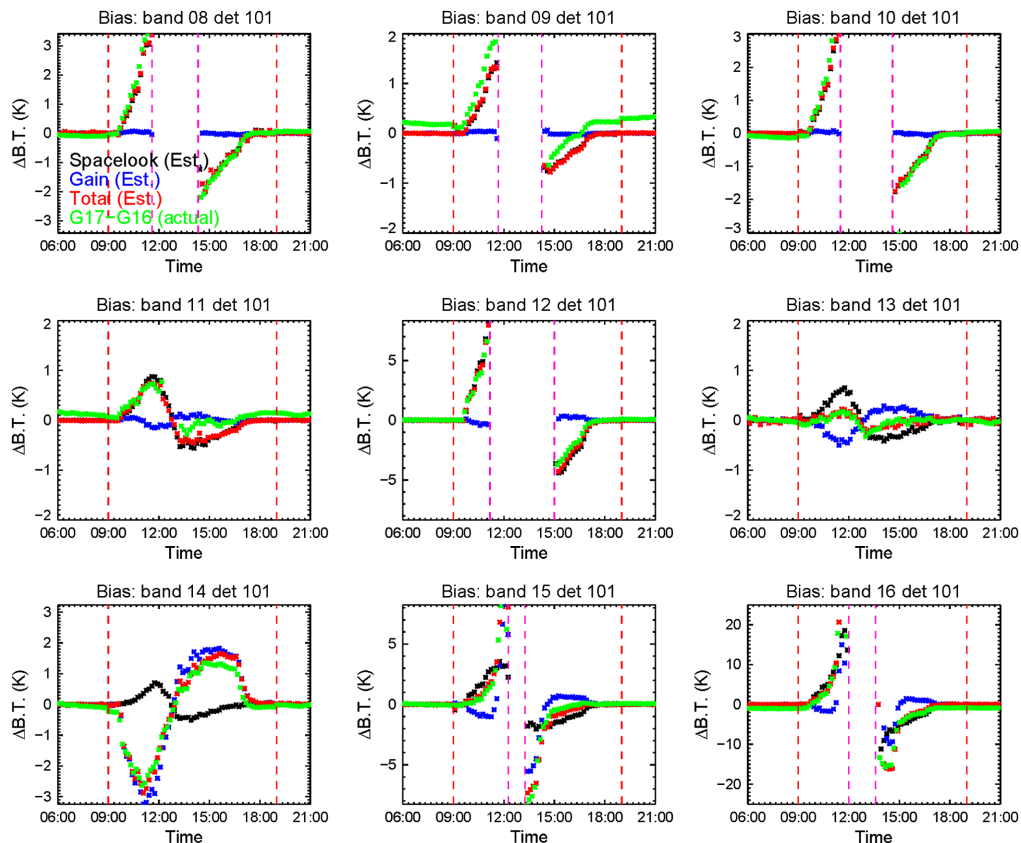 Bias: band 08 det 101
Bias: band 09 det 101
Bias: band 10 det 101
ΔB.T. (K)
3
2
1
0
−1
−2
−3
Spacelook (Est.)
Gain (Est.)
Total (Est.)
G17−G16 (actual)
06:00 09:00 12:00 15:00 18:00 21:00
Time
ΔB.T. (K)
2
1
0
−1
−2
06:00 09:00 12:00 15:00 18:00 21:00
Time
ΔB.T. (K)
3
2
1
0
−1
−2
−3
06:00 09:00 12:00 15:00 18:00 21:00
Time
Bias: band 11 det 101
Bias: band 12 det 101
Bias: band 13 det 101
ΔB.T. (K)
2
1
0
−1
−2
06:00 09:00 12:00 15:00 18:00 21:00
Time
ΔB.T. (K)
5
0
−5
06:00 09:00 12:00 15:00 18:00 21:00
Time
ΔB.T. (K)
2
1
0
−1
−2
06:00 09:00 12:00 15:00 18:00 21:00
Time
Bias: band 14 det 101
Bias: band 15 det 101
Bias: band 16 det 101
ΔB.T. (K)
3
2
1
0
−1
−2
−3
06:00 09:00 12:00 15:00 18:00 21:00
Time
ΔB.T. (K)
5
0
−5
06:00 09:00 12:00 15:00 18:00 21:00
Time
ΔB.T. (K)
20
10
0
−10
−20
06:00 09:00 12:00 15:00 18:00 21:00
Time